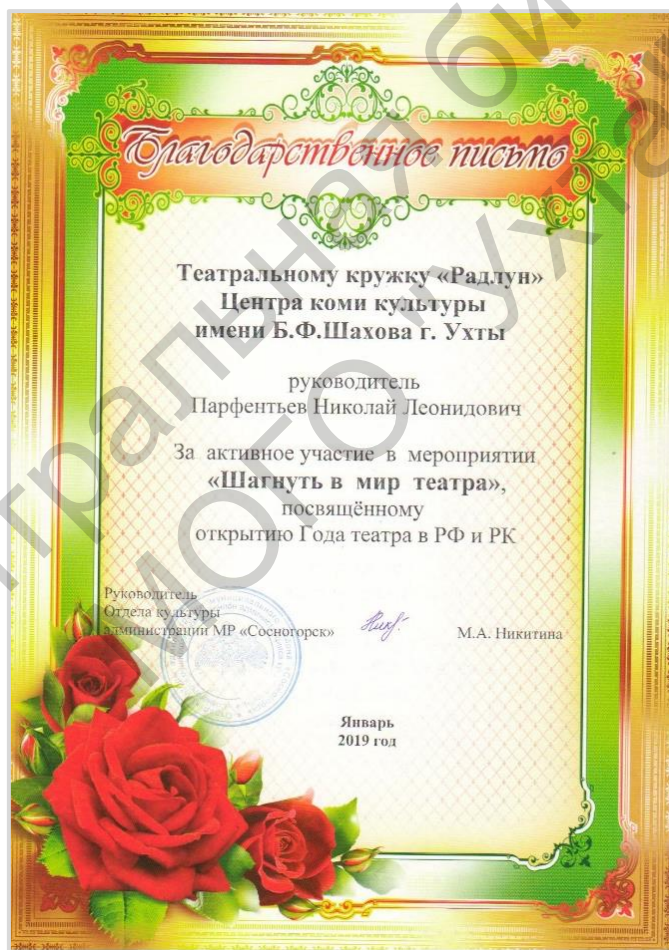 Благодарственное письмо
Театральному кружку «Радлун»
Центра коми культуры
имени Б.Ф.Шахова г. Ухты
руководитель
Парфентьев Николай Леонидович
За активное участие в мероприятии
«Шагнуть в мир театра»,
посвящённому
открытию Года театра в РФ и РК
Руководитель
Отдела культуры
администрации МР «Сосногорск» М.А. Никитина
Январь
2019 год